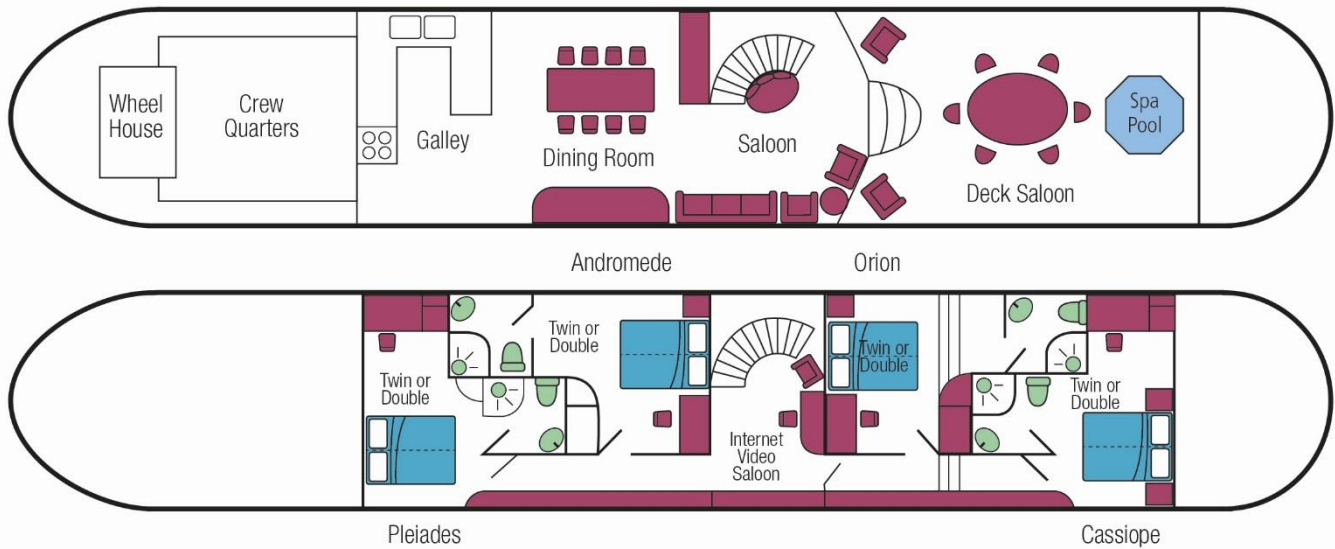 Wheel
House
Crew
Quarters
Galley
Dining Room
Saloon
Deck Saloon
Spa
Pool
Andromede
Orion
Twin or
Double
Twin or
Double
Internet
Video
Saloon
Twin or
Double
Twin or
Double
Pleiades
Cassiope